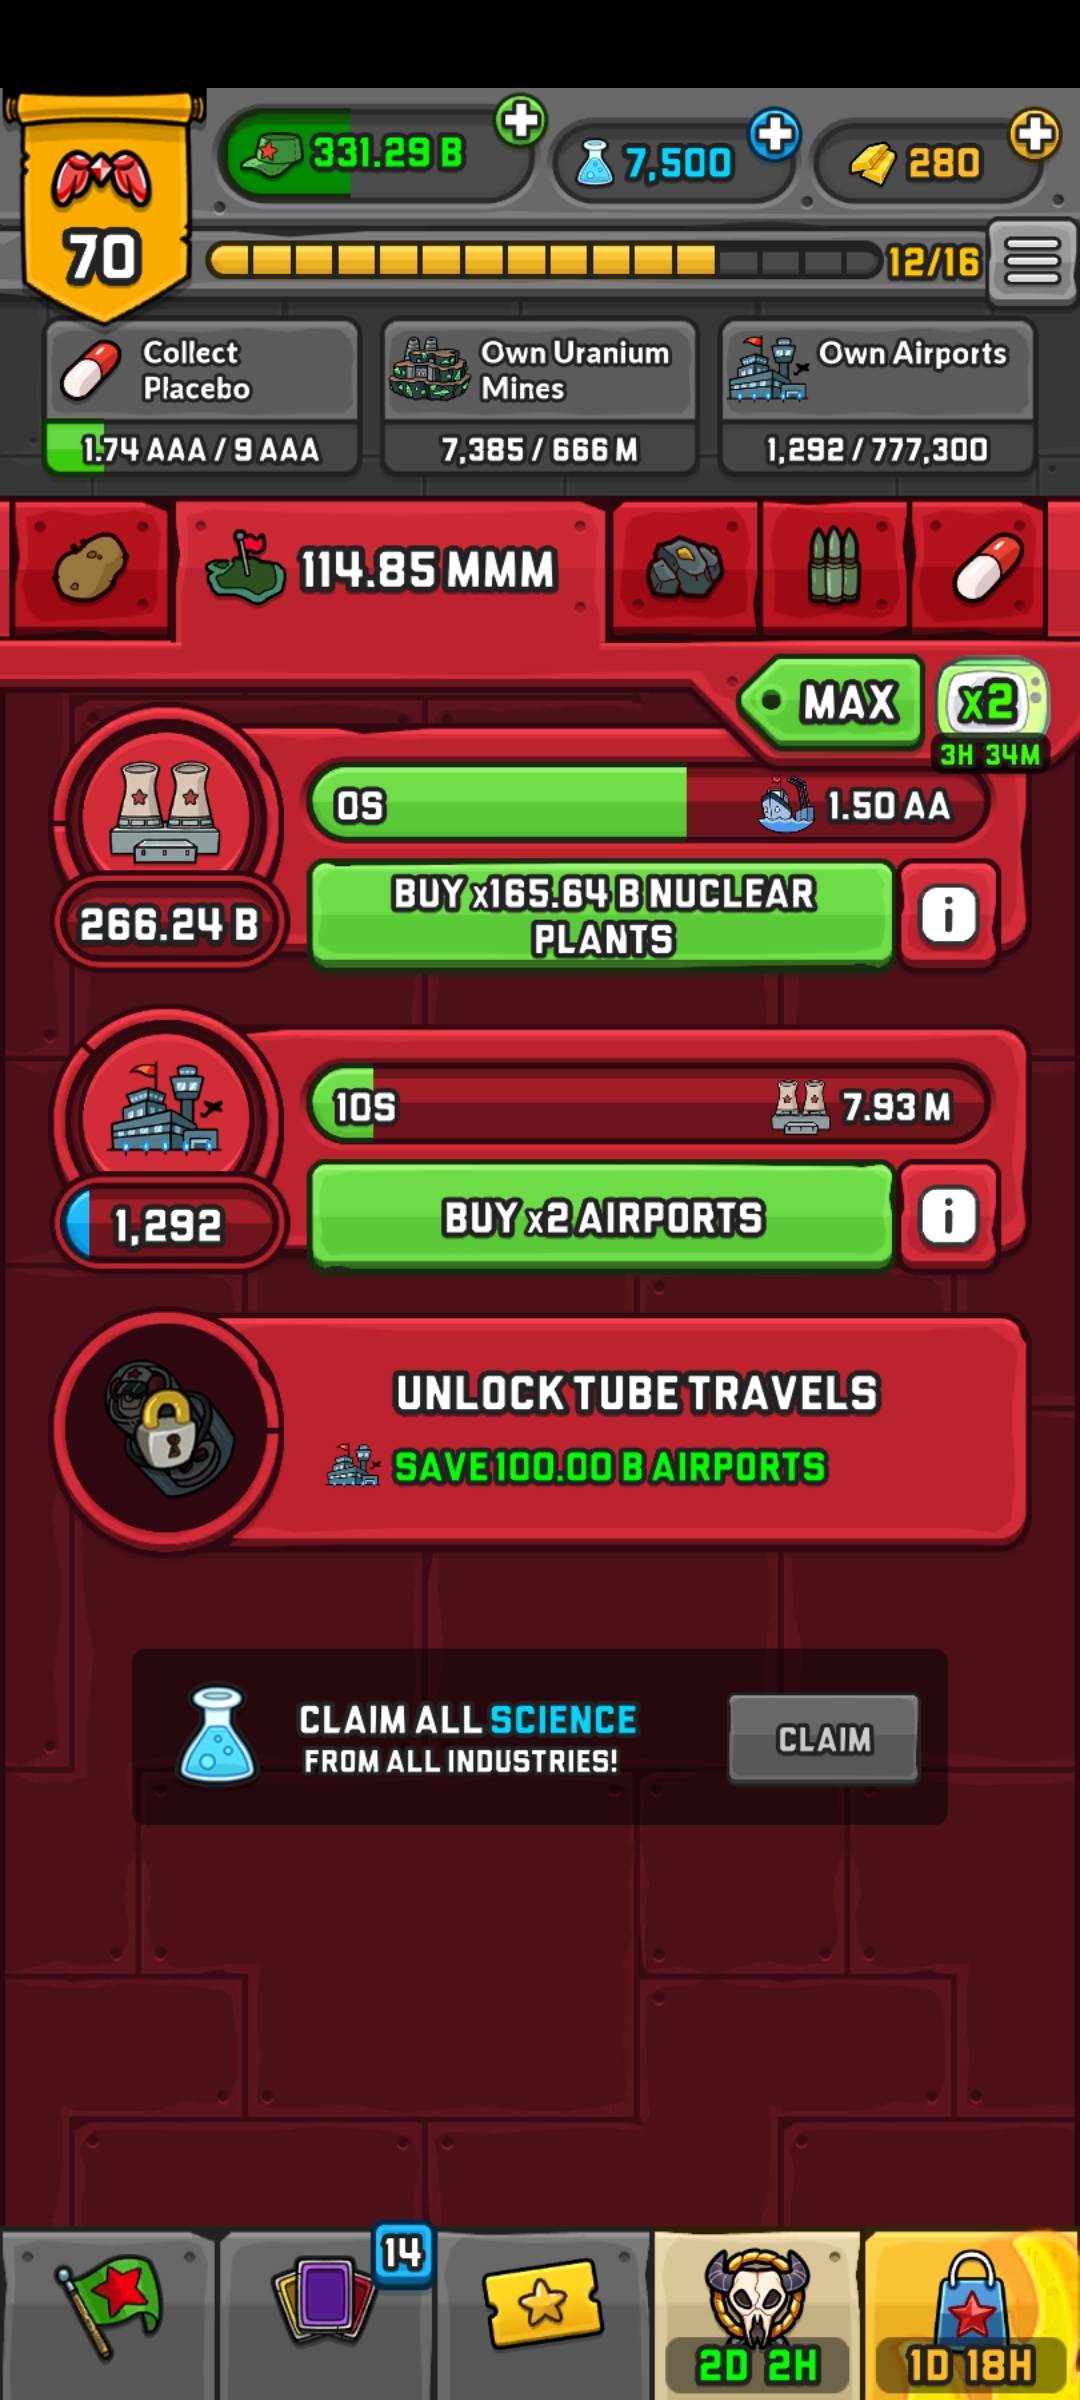 331.29 B
7,500
280
70
12/16
Collect
Placebo
1.74 AAA / 9 AAA
Own Uranium
Mines
7,385 / 666 M
Own Airports
1,292 / 777,300
114.85 MMM
MAX
x2
3H 34M
0S
1.50 AA
266.24 B
BUY x165.64 B NUCLEAR
PLANTS
i
10S
7.93 M
1,292
BUY x2 AIRPORTS
i
UNLOCK TUBE TRAVELS
SAVE 100.00 B AIRPORTS
CLAIM ALL SCIENCE
FROM ALL INDUSTRIES!
CLAIM
14
2D 2H
1D 18H